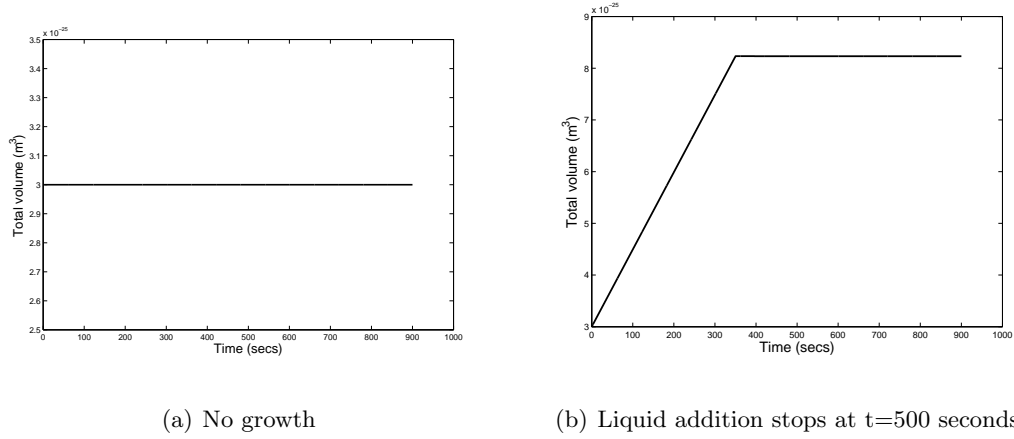 x 10⁻²⁵
3.5
3.4
3.3
3.2
3.1
3
2.9
2.8
2.7
2.6
2.5
Total volume (m³)
0 100 200 300 400 500 600 700 800 900 1000
Time (secs)
(a) No growth
x 10⁻²⁵
9
8
7
6
5
4
3
Total volume (m³)
0 100 200 300 400 500 600 700 800 900 1000
Time (secs)
(b) Liquid addition stops at t=500 seconds